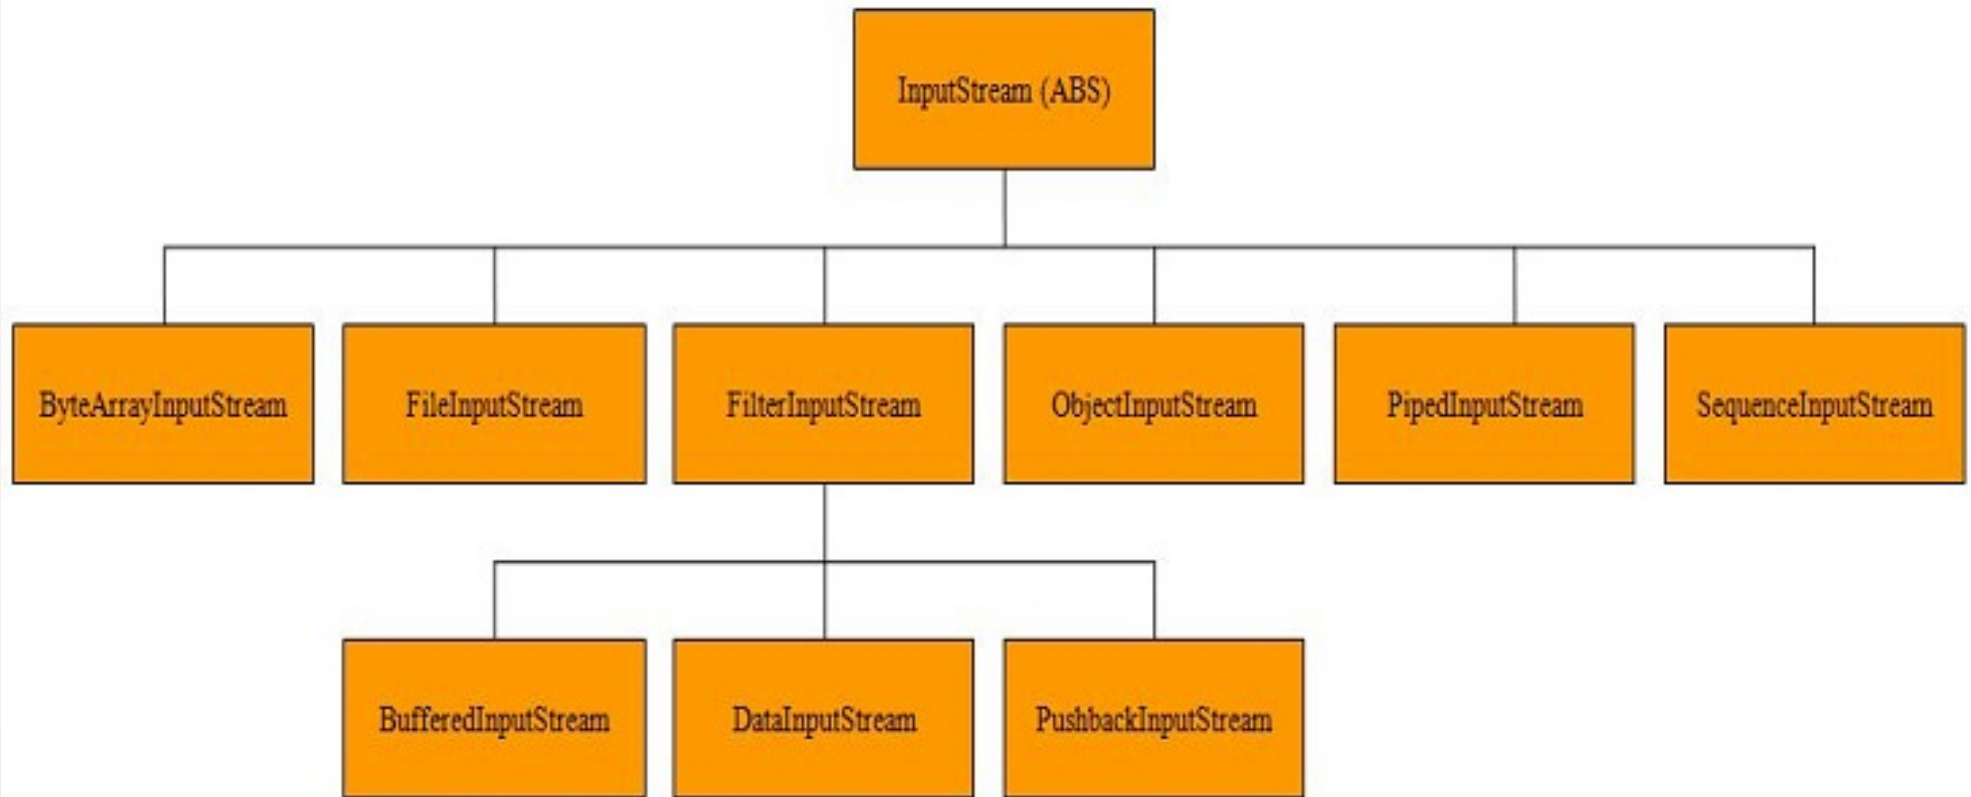 InputStream (ABS)
ByteArrayInputStream
FileInputStream
FilterInputStream
ObjectInputStream
PipedInputStream
SequenceInputStream
BufferedInputStream
DataInputStream
PushbackInputStream